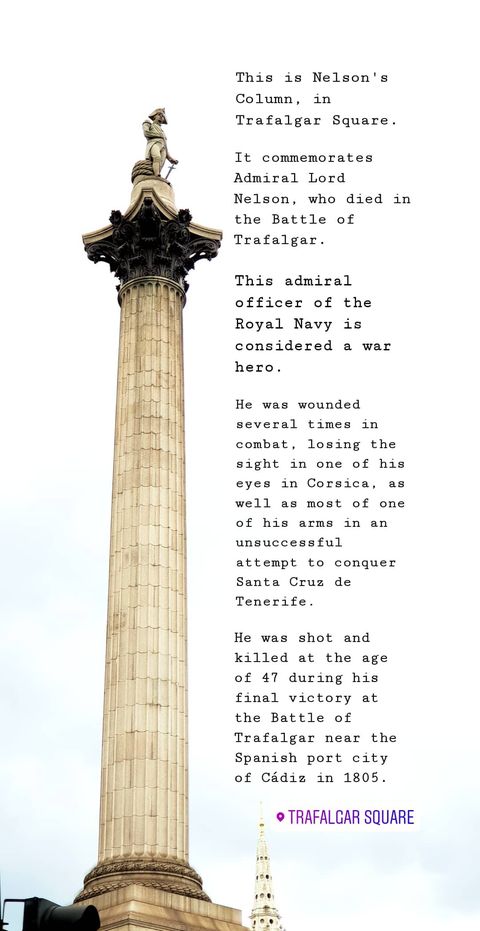 This is Nelson's
Column, in
Trafalgar Square.
It commemorates
Admiral Lord
Nelson, who died in
the Battle of
Trafalgar.
This admiral
officer of the
Royal Navy is
considered a war
hero.
He was wounded
several times in
combat, losing the
sight in one of his
eyes in Corsica, as
well as most of one
of his arms in an
unsuccessful
attempt to conquer
Santa Cruz de
Tenerife.
He was shot and
killed at the age
of 47 during his
final victory at
the Battle of
Trafalgar near the
Spanish port city
of Cádiz in 1805.
TRAFALGAR SQUARE